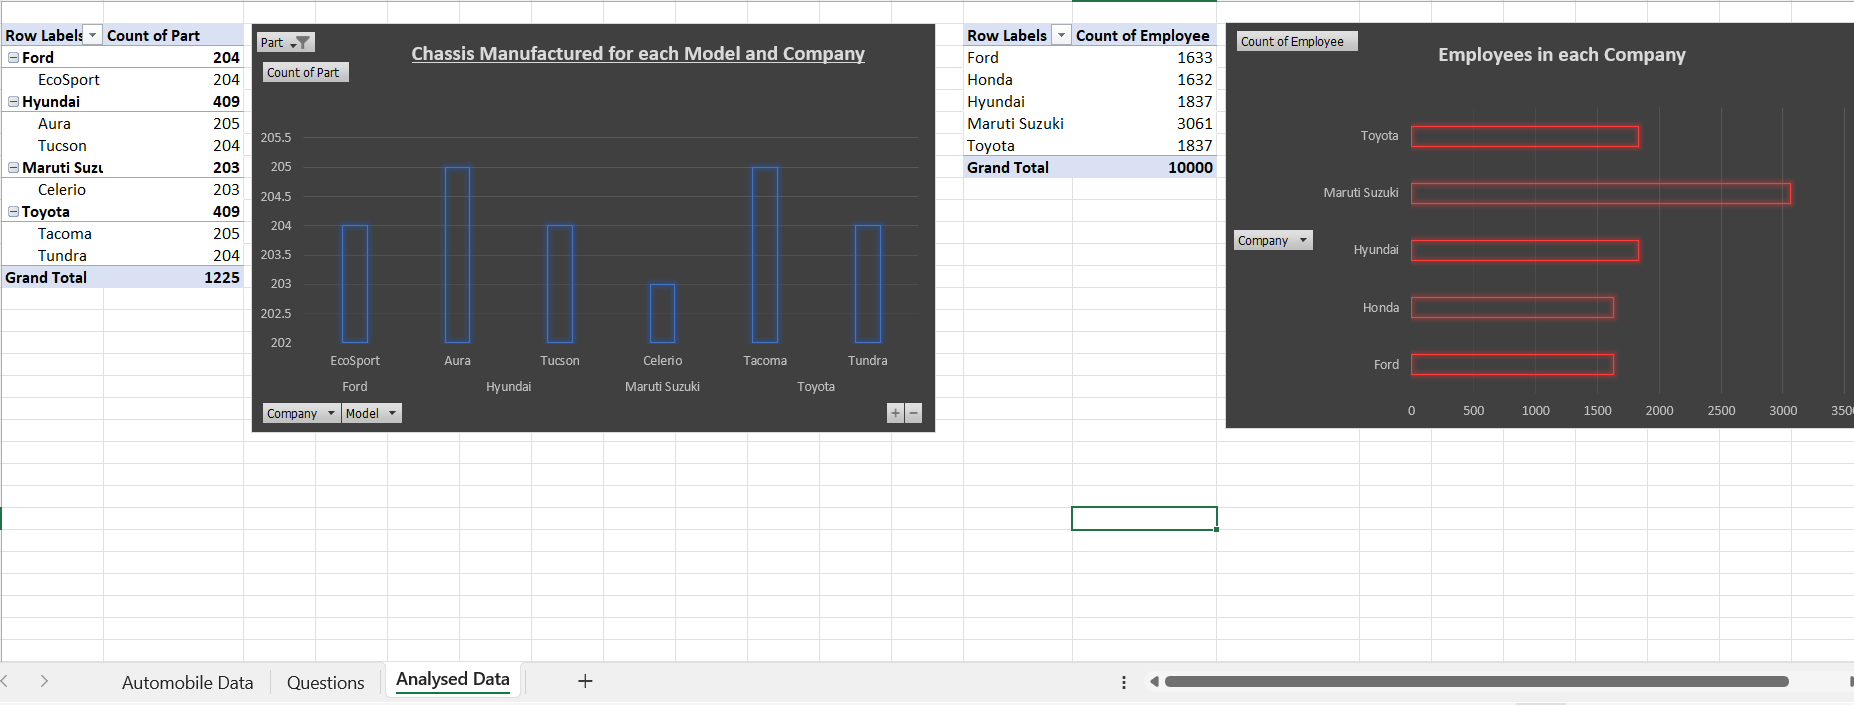 Row Labels Count of Part
Ford 204
EcoSport 204
Hyundai 409
Aura 205
Tucson 204
Maruti Suzu 203
Celerio 203
Toyota 409
Tacoma 205
Tundra 204
Grand Total 1225
Part
Count of Part
Chassis Manufactured for each Model and Company
205.5
205
204.5
204
203.5
203
202.5
202
EcoSport Aura Tucson Celerio Tacoma Tundra
Ford Hyundai Maruti Suzuki Toyota
Company Model + −
Row Labels Count of Employee
Ford 1633
Honda 1632
Hyundai 1837
Maruti Suzuki 3061
Toyota 1837
Grand Total 10000
Count of Employee
Employees in each Company
Toyota
Maruti Suzuki
Company
Hyundai
Honda
Ford
0 500 1000 1500 2000 2500 3000 350
Automobile Data Questions Analysed Data +